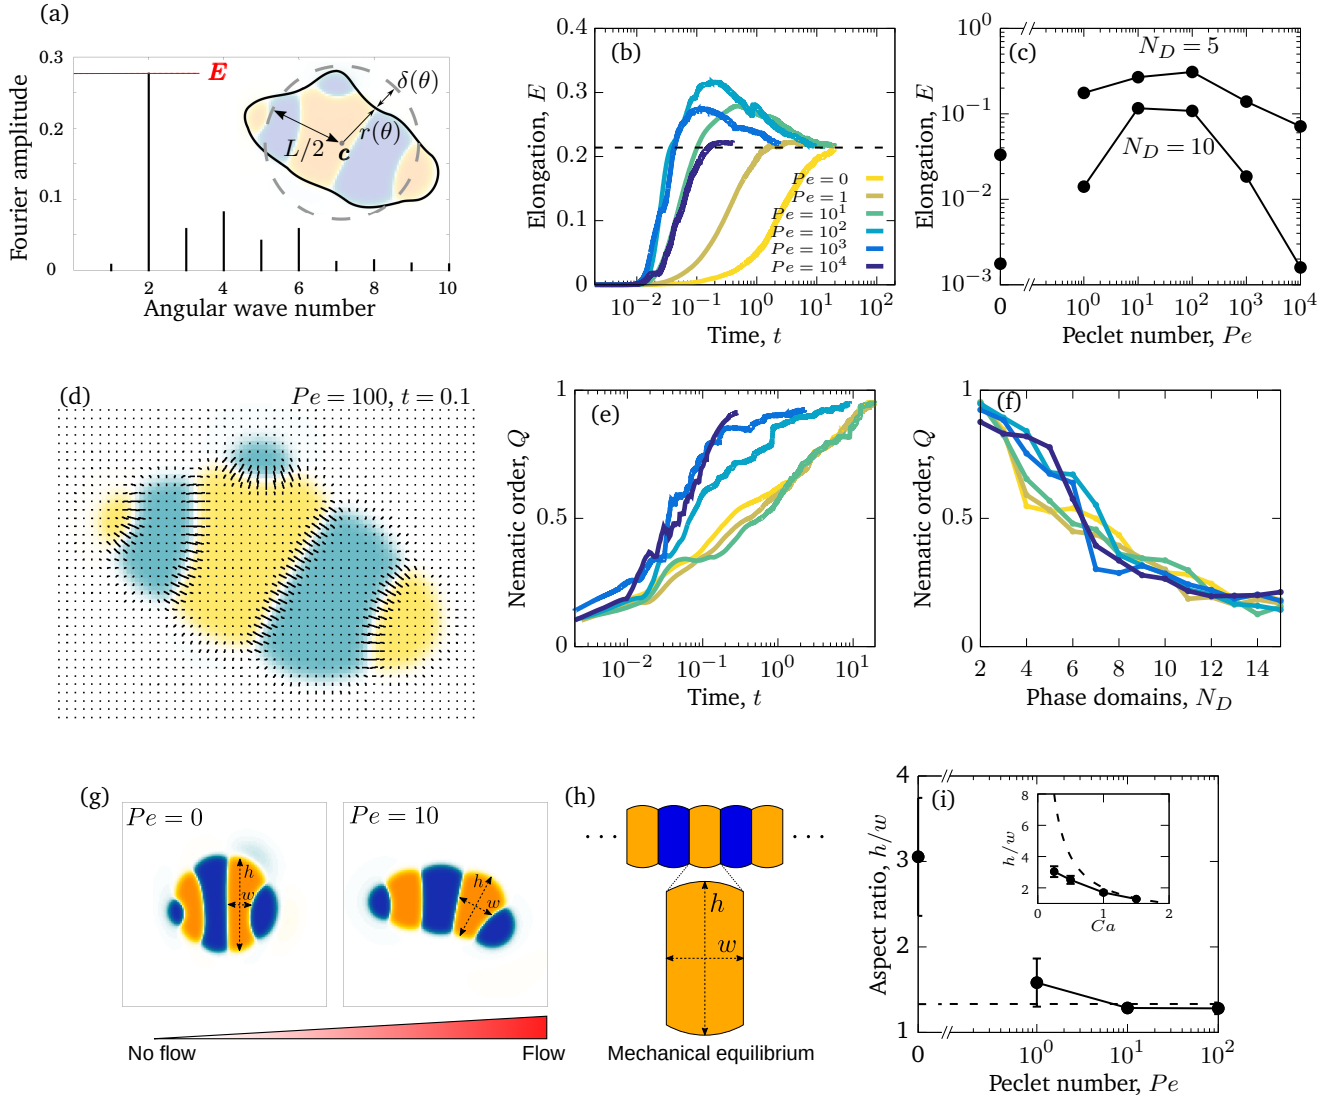 (a)
Fourier amplitude
0.3
0.2
0.1
0
2
4
6
8
10
Angular wave number
E
δ(θ)
r(θ)
L/2
c
(b)
Elongation, E
0.4
0.3
0.2
0.1
0
10⁻²
10⁻¹
10⁰
10¹
10²
Time, t
Pe = 0
Pe = 1
Pe = 10¹
Pe = 10²
Pe = 10³
Pe = 10⁴
(c)
Elongation, E
10⁰
10⁻¹
10⁻²
10⁻³
N_D = 5
N_D = 10
0
10⁰
10¹
10²
10³
10⁴
Peclet number, Pe
(d)
Pe = 100, t = 0.1
(e)
Nematic order, Q
1
0.5
0
10⁻²
10⁻¹
10⁰
10¹
Time, t
(f)
Nematic order, Q
1
0.5
0
2
4
6
8
10
12
14
Phase domains, N_D
(g)
Pe = 0
h
w
Pe = 10
h
w
No flow
Flow
(h)
· · ·
· · ·
h
w
Mechanical equilibrium
(i)
Aspect ratio, h/w
4
3
2
1
0
10⁰
10¹
10²
Peclet number, Pe
h/w
8
6
4
2
0
1
2
Ca